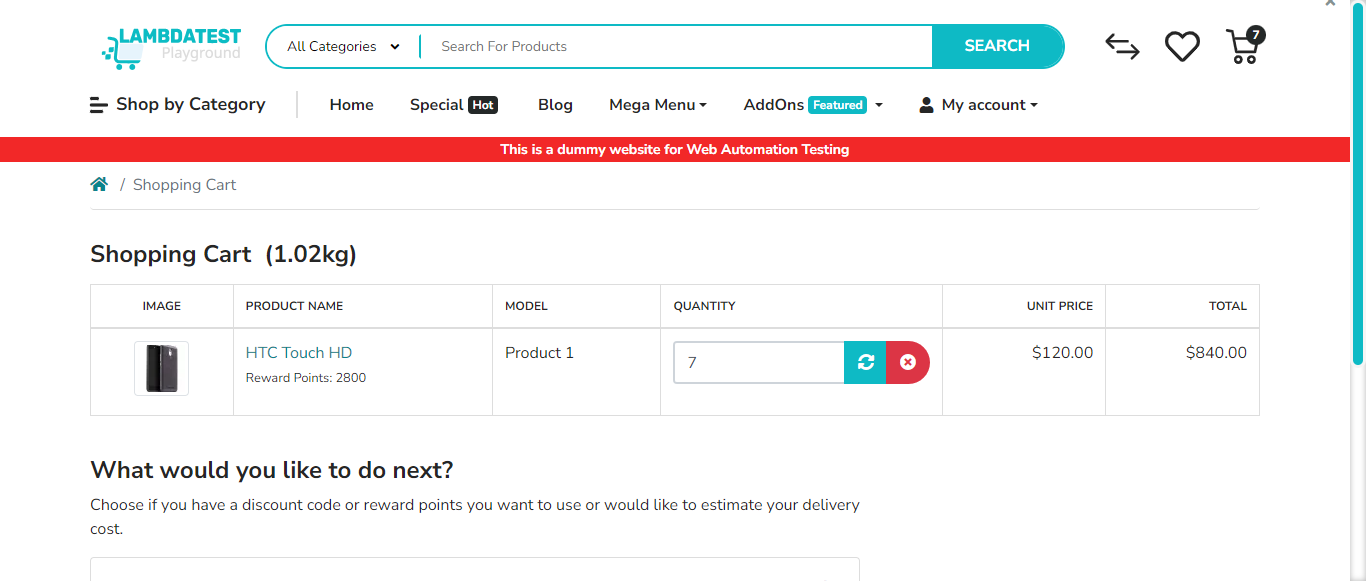 LAMBDATEST
Playground
All Categories
Search For Products
SEARCH
7
Shop by Category
Home
Special Hot
Blog
Mega Menu
AddOns Featured
My account
This is a dummy website for Web Automation Testing
/ Shopping Cart
Shopping Cart (1.02kg)
IMAGE PRODUCT NAME MODEL QUANTITY UNIT PRICE TOTAL
HTC Touch HD Product 1 7 $120.00 $840.00
Reward Points: 2800
What would you like to do next?
Choose if you have a discount code or reward points you want to use or would like to estimate your delivery
cost.